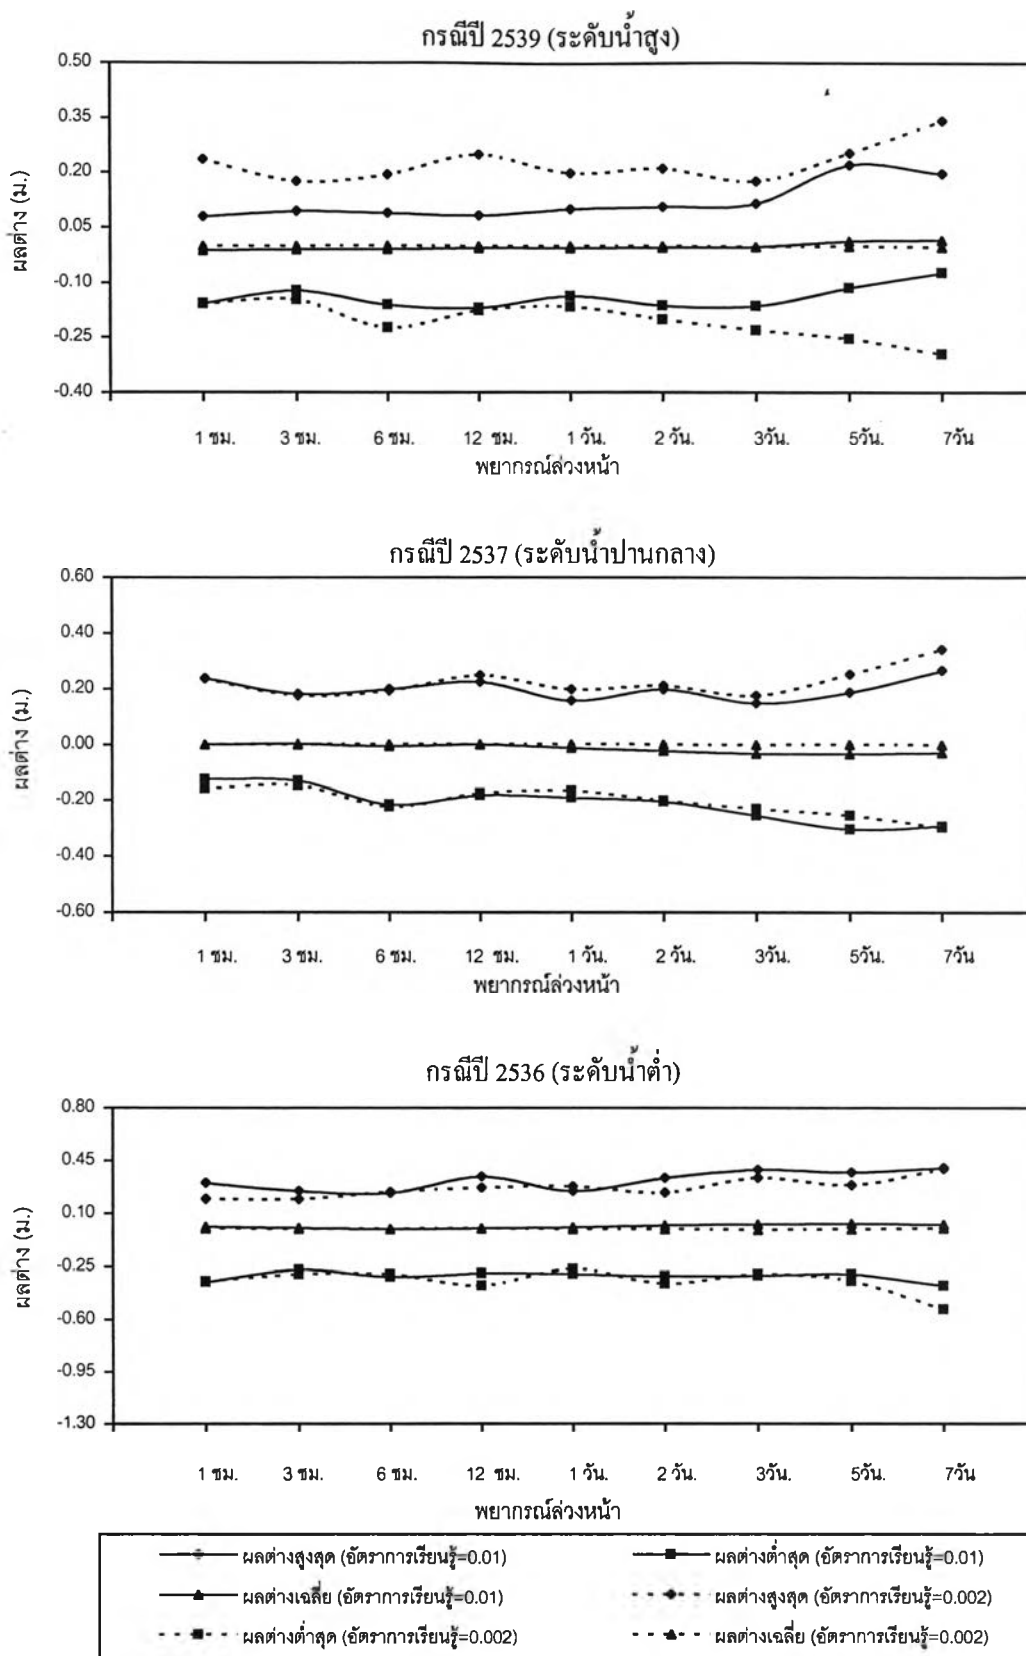 กรณีปี 2539 (ระดับน้ำสูง)
0.50
0.35
0.20
0.05
-0.10
-0.25
-0.40
ผลต่าง (ม.)
1 ชม. 3 ชม. 6 ชม. 12 ชม. 1 วัน. 2 วัน. 3วัน. 5วัน. 7วัน
พยากรณ์ล่วงหน้า
กรณีปี 2537 (ระดับน้ำปานกลาง)
0.60
0.40
0.20
0.00
-0.20
-0.40
-0.60
ผลต่าง (ม.)
1 ชม. 3 ชม. 6 ชม. 12 ชม. 1 วัน. 2 วัน. 3วัน. 5วัน. 7วัน
พยากรณ์ล่วงหน้า
กรณีปี 2536 (ระดับน้ำต่ำ)
0.80
0.45
0.10
-0.25
-0.60
-0.95
-1.30
ผลต่าง (ม.)
1 ชม. 3 ชม. 6 ชม. 12 ชม. 1 วัน. 2 วัน. 3วัน. 5วัน. 7วัน
พยากรณ์ล่วงหน้า
ผลต่างสูงสุด (อัตราการเรียนรู้=0.01) ผลต่างต่ำสุด (อัตราการเรียนรู้=0.01)
ผลต่างเฉลี่ย (อัตราการเรียนรู้=0.01) ผลต่างสูงสุด (อัตราการเรียนรู้=0.002)
ผลต่างต่ำสุด (อัตราการเรียนรู้=0.002) ผลต่างเฉลี่ย (อัตราการเรียนรู้=0.002)